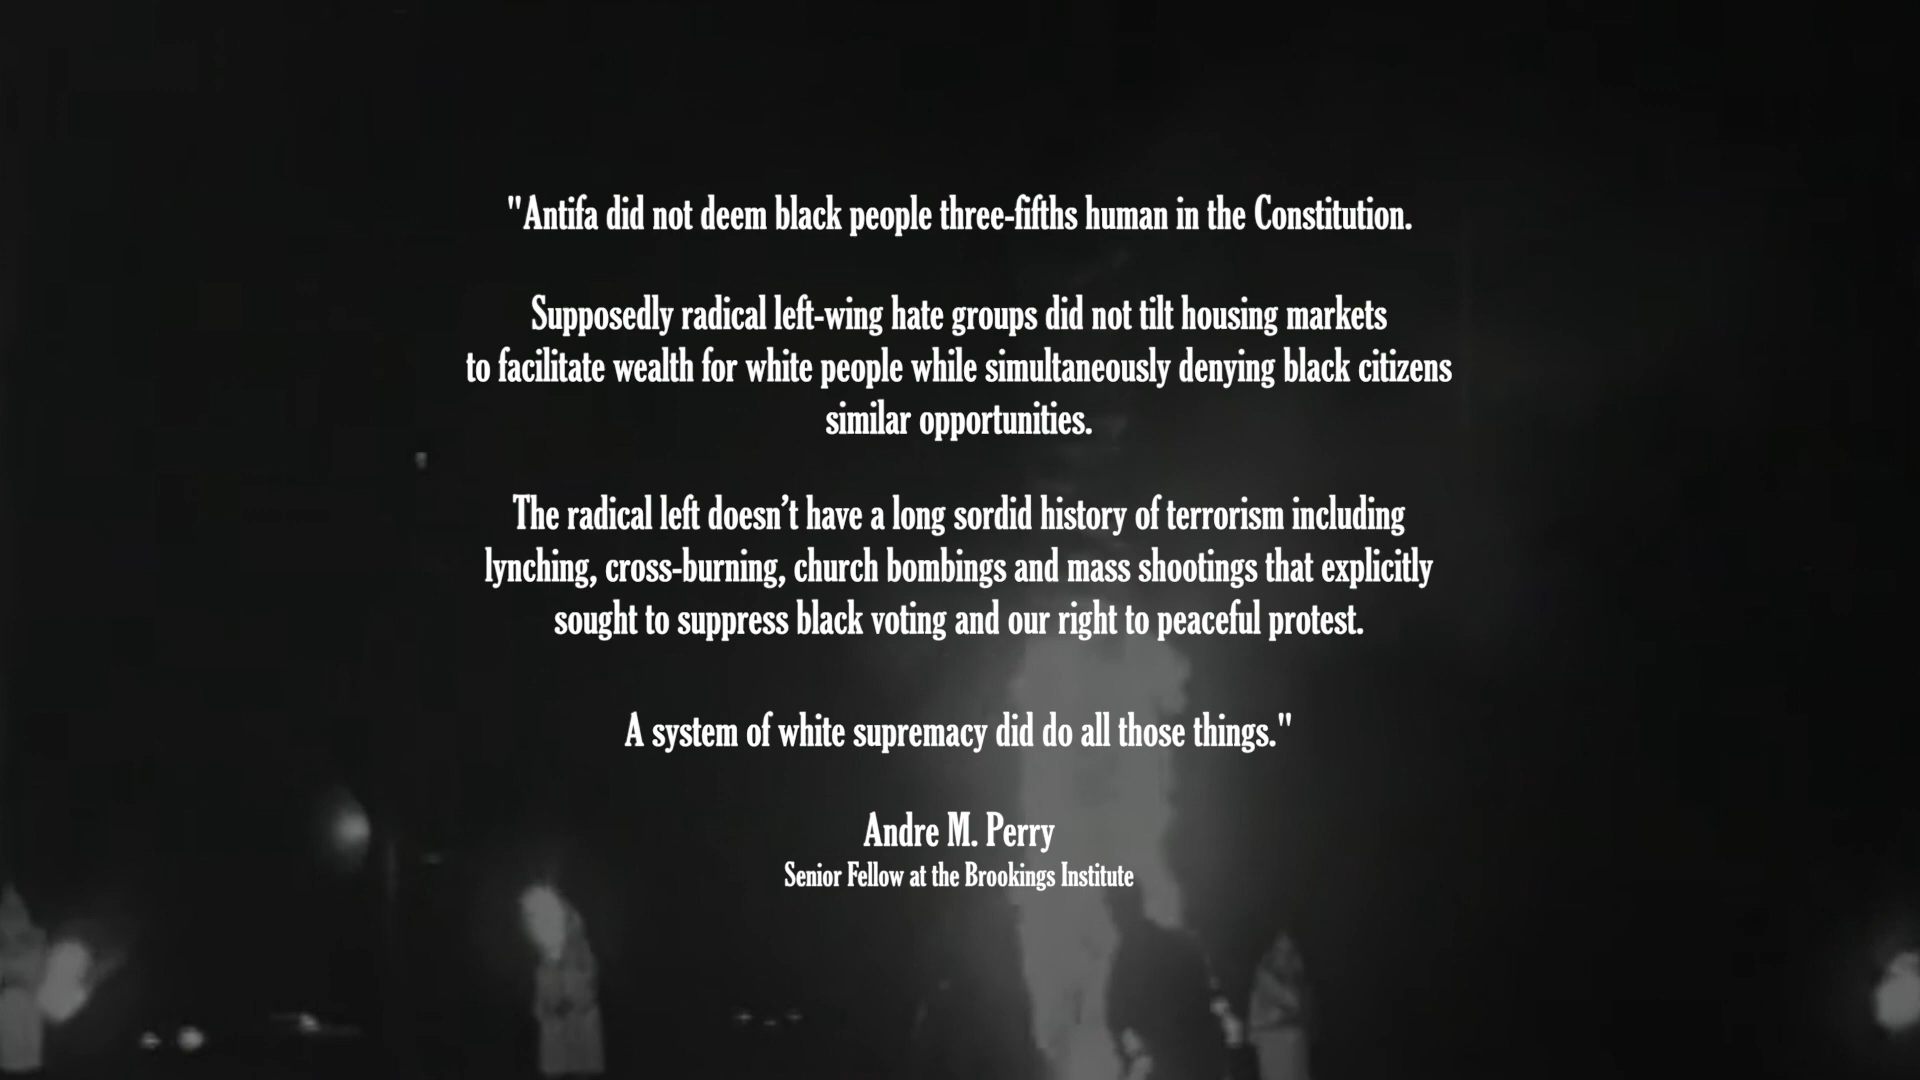 "Antifa did not deem black people three-fifths human in the Constitution.
Supposedly radical left-wing hate groups did not tilt housing markets
to facilitate wealth for white people while simultaneously denying black citizens
similar opportunities.
The radical left doesn’t have a long sordid history of terrorism including
lynching, cross-burning, church bombings and mass shootings that explicitly
sought to suppress black voting and our right to peaceful protest.
A system of white supremacy did do all those things."
Andre M. Perry
Senior Fellow at the Brookings Institute